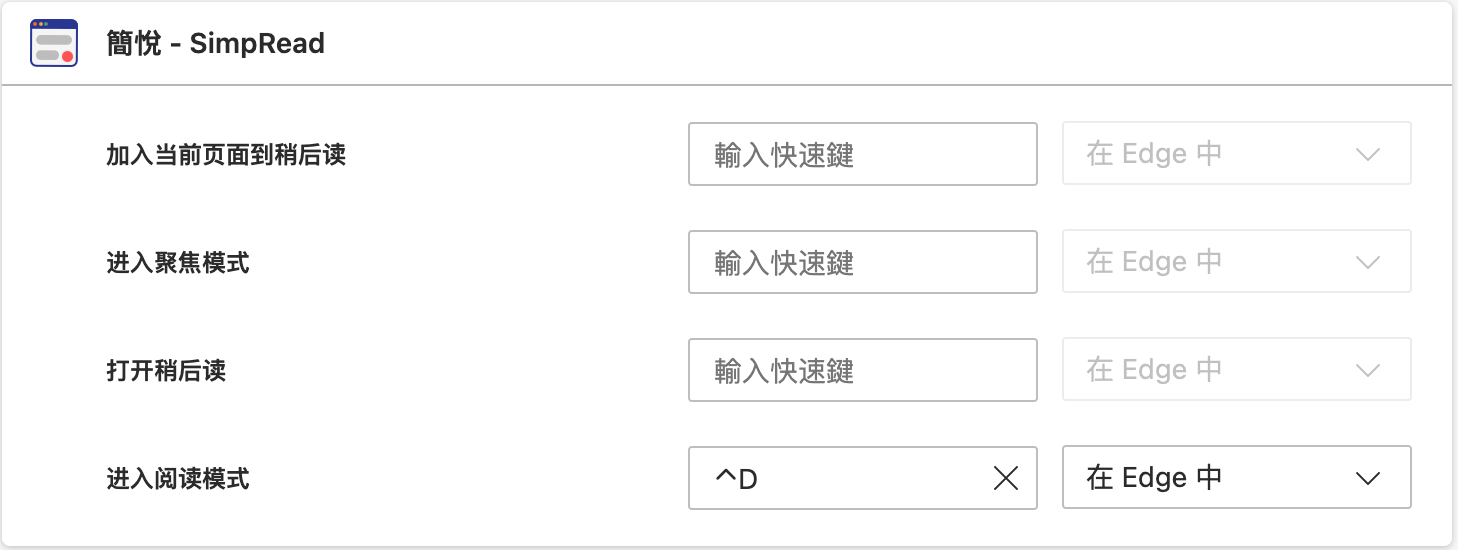 簡悅 - SimpRead
加入当前页面到稍后读 輸入快速鍵 在 Edge 中
进入聚焦模式 輸入快速鍵 在 Edge 中
打开稍后读 輸入快速鍵 在 Edge 中
进入阅读模式 ^D 在 Edge 中